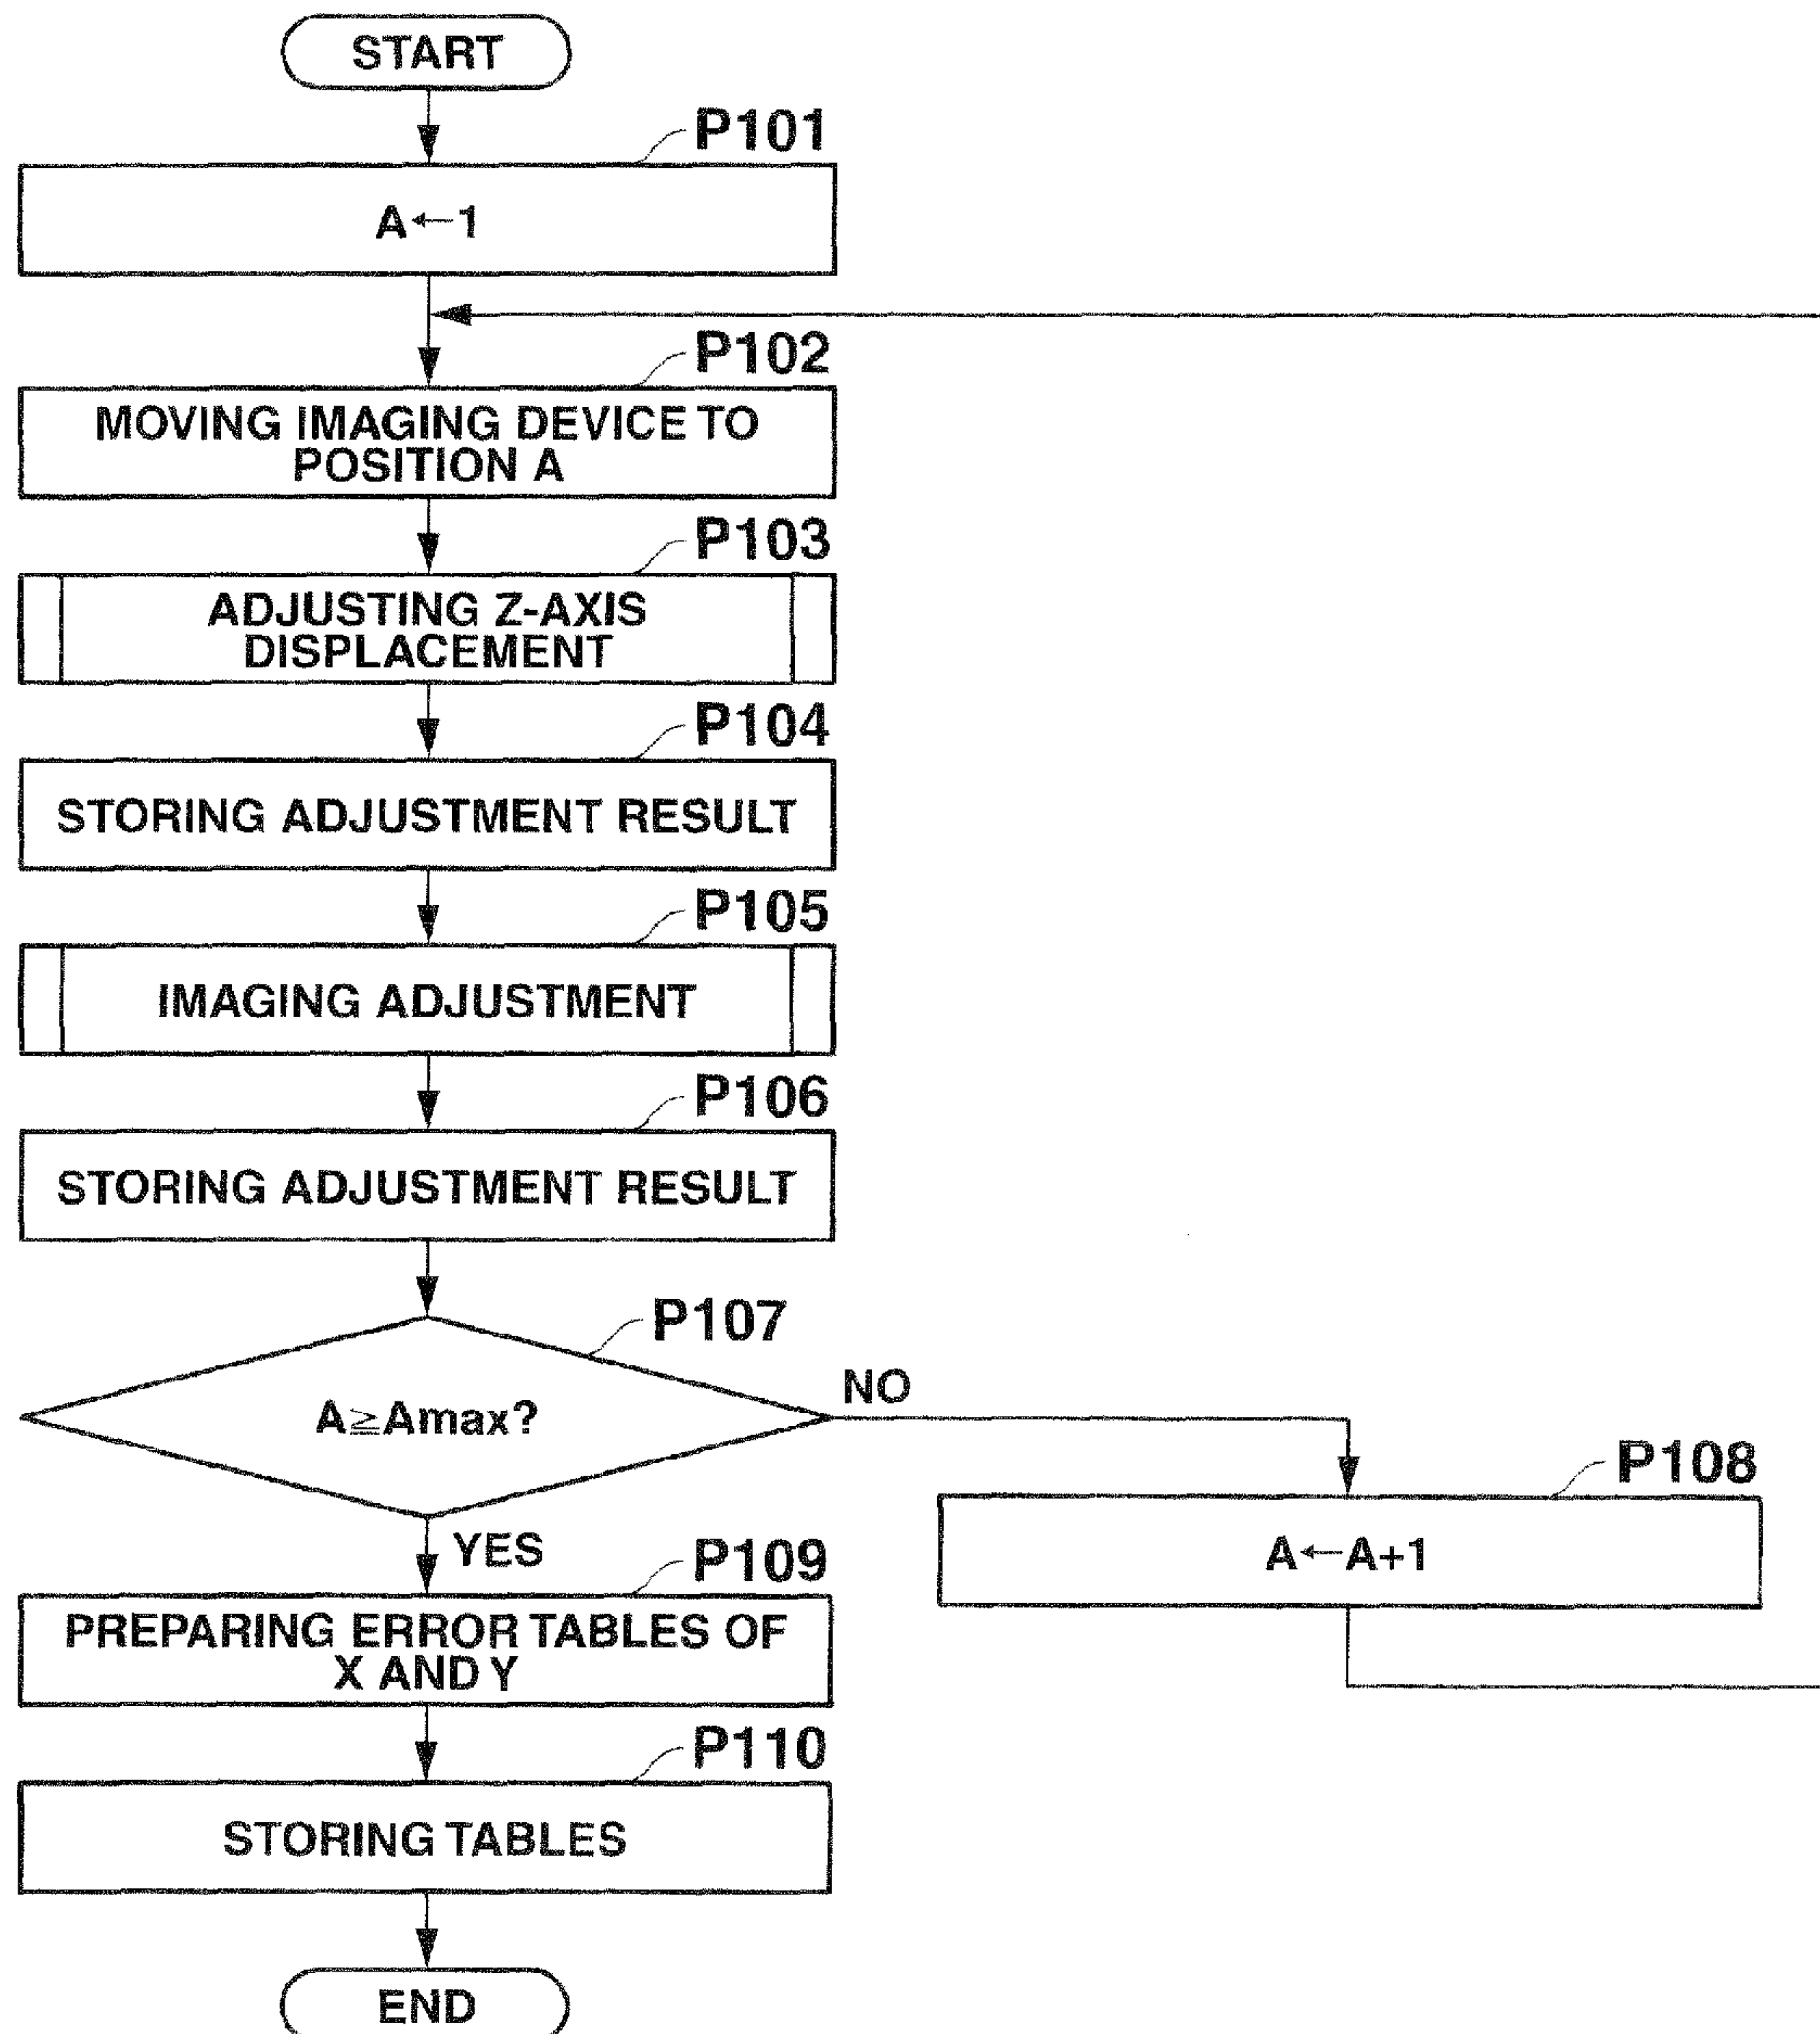 START
P101
A←1
P102
MOVING IMAGING DEVICE TO
POSITION A
P103
ADJUSTING Z-AXIS
DISPLACEMENT
P104
STORING ADJUSTMENT RESULT
P105
IMAGING ADJUSTMENT
P106
STORING ADJUSTMENT RESULT
P107
A≧Amax?
NO
P108
A←A+1
YES
P109
PREPARING ERROR TABLES OF
X AND Y
P110
STORING TABLES
END